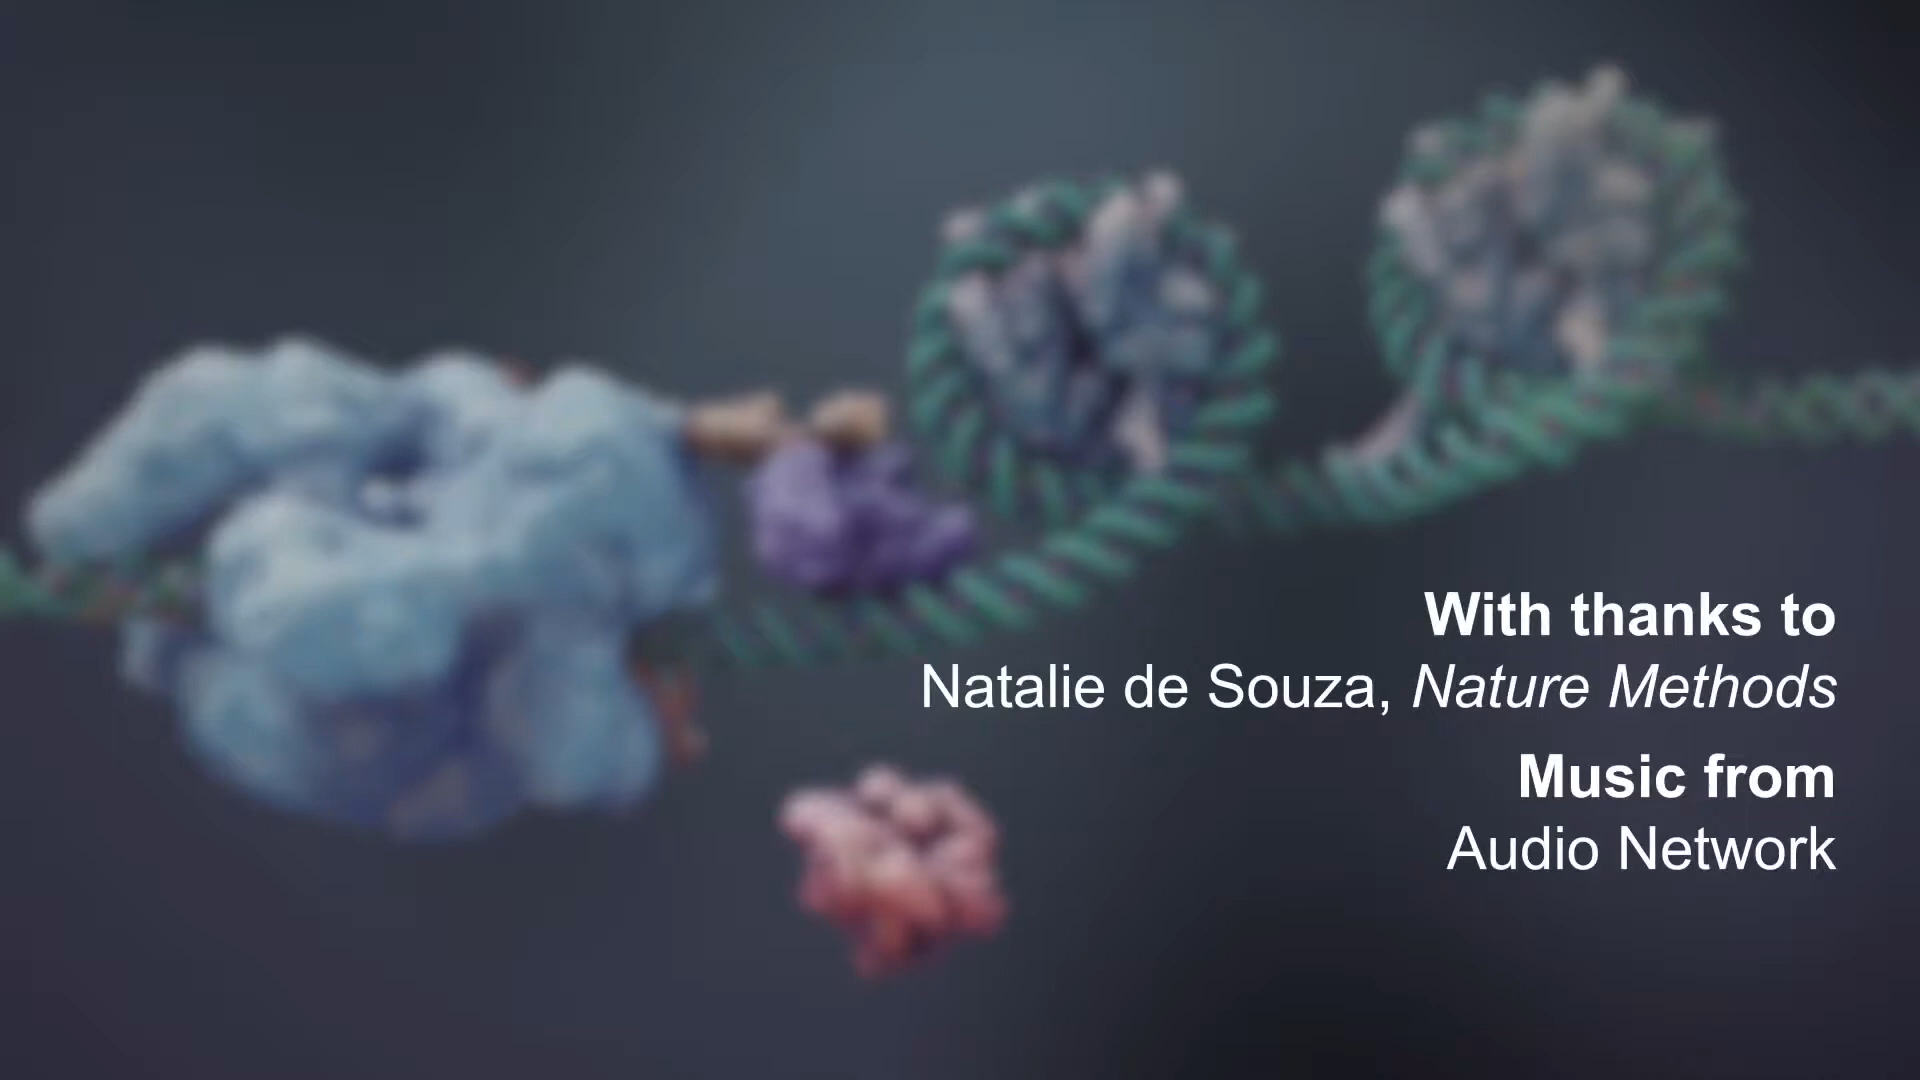 With thanks to
Natalie de Souza, Nature Methods
Music from
Audio Network